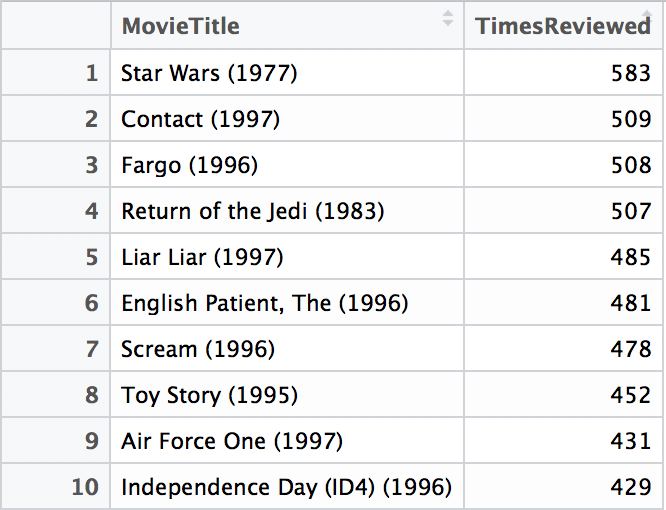 MovieTitle TimesReviewed
1 Star Wars (1977) 583
2 Contact (1997) 509
3 Fargo (1996) 508
4 Return of the Jedi (1983) 507
5 Liar Liar (1997) 485
6 English Patient, The (1996) 481
7 Scream (1996) 478
8 Toy Story (1995) 452
9 Air Force One (1997) 431
10 Independence Day (ID4) (1996) 429